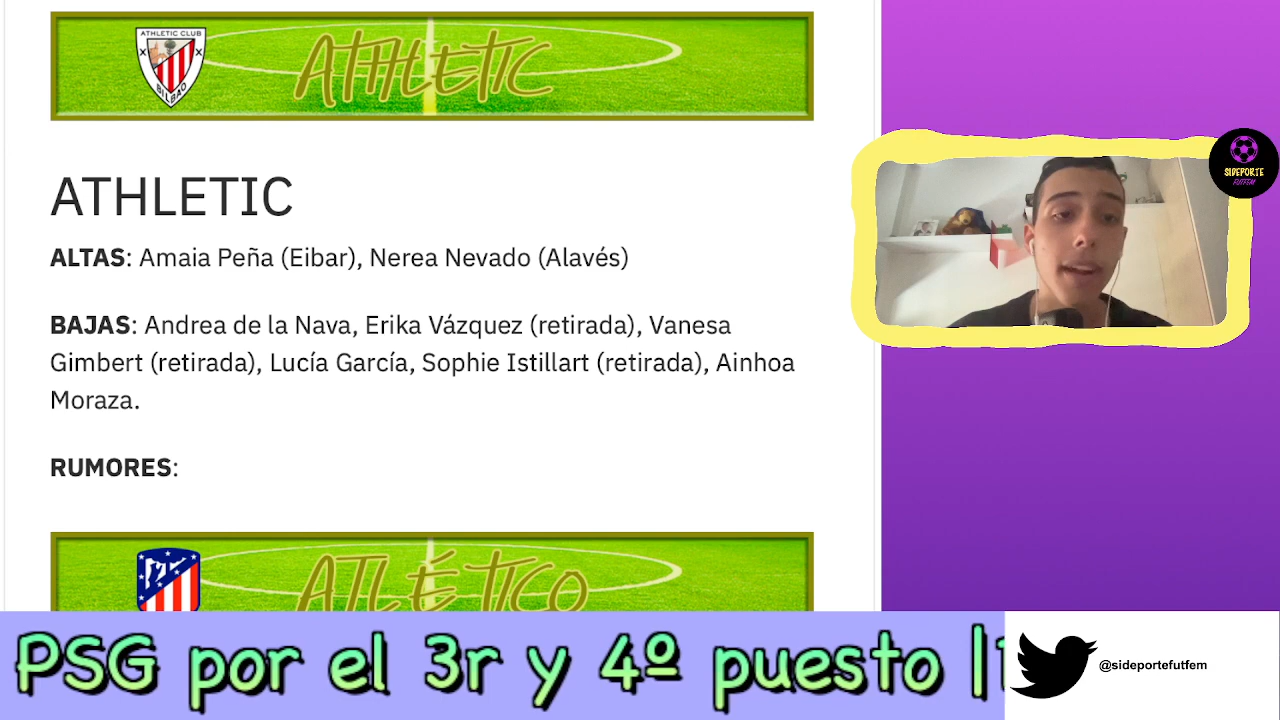 ATHLETIC CLUB
BILBAO
ATHLETIC
ATHLETIC
ALTAS: Amaia Peña (Eibar), Nerea Nevado (Alavés)
BAJAS: Andrea de la Nava, Erika Vázquez (retirada), Vanesa
Gimbert (retirada), Lucía García, Sophie Istillart (retirada), Ainhoa
Moraza.
RUMORES:
ATLÉTICO
SIDEPORTE
FUTFEM
PSG por el 3r y 4º puesto |1
@sideportefutfem